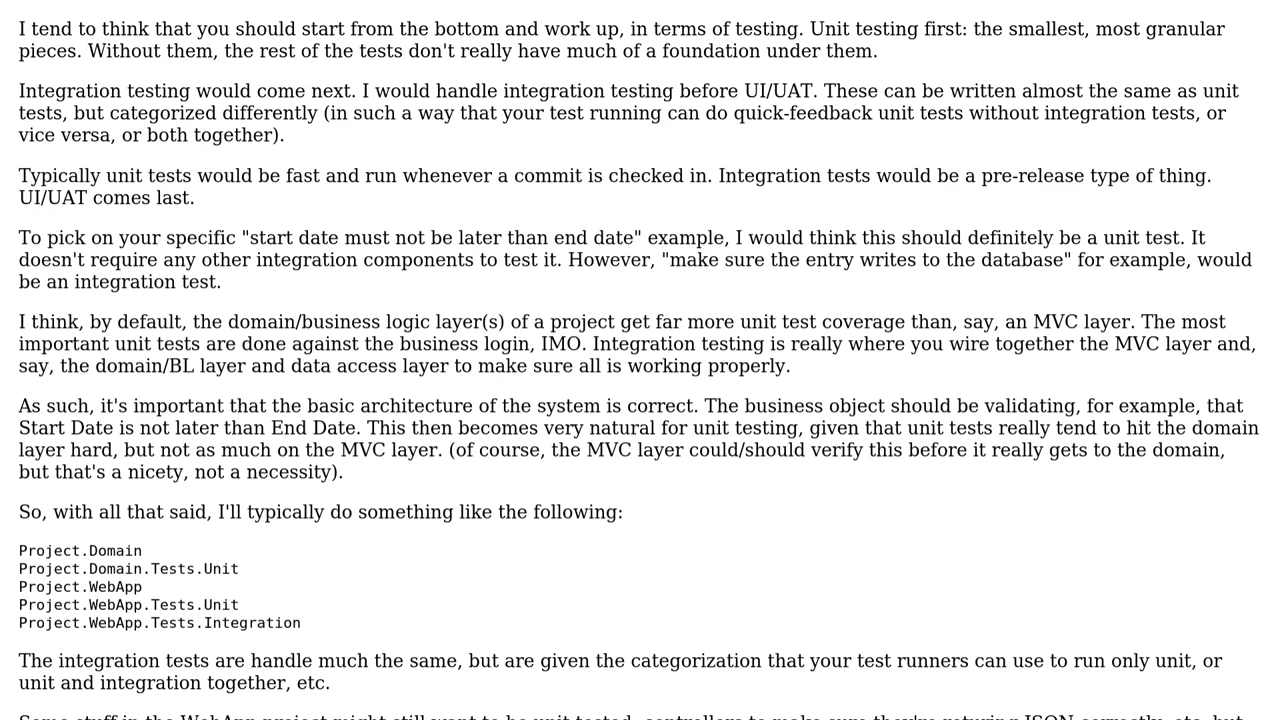 I tend to think that you should start from the bottom and work up, in terms of testing. Unit testing first: the smallest, most granular
pieces. Without them, the rest of the tests don't really have much of a foundation under them.
Integration testing would come next. I would handle integration testing before UI/UAT. These can be written almost the same as unit
tests, but categorized differently (in such a way that your test running can do quick-feedback unit tests without integration tests, or
vice versa, or both together).
Typically unit tests would be fast and run whenever a commit is checked in. Integration tests would be a pre-release type of thing.
UI/UAT comes last.
To pick on your specific "start date must not be later than end date" example, I would think this should definitely be a unit test. It
doesn't require any other integration components to test it. However, "make sure the entry writes to the database" for example, would
be an integration test.
I think, by default, the domain/business logic layer(s) of a project get far more unit test coverage than, say, an MVC layer. The most
important unit tests are done against the business login, IMO. Integration testing is really where you wire together the MVC layer and,
say, the domain/BL layer and data access layer to make sure all is working properly.
As such, it's important that the basic architecture of the system is correct. The business object should be validating, for example, that
Start Date is not later than End Date. This then becomes very natural for unit testing, given that unit tests really tend to hit the domain
layer hard, but not as much on the MVC layer. (of course, the MVC layer could/should verify this before it really gets to the domain,
but that's a nicety, not a necessity).
So, with all that said, I'll typically do something like the following:
Project.Domain
Project.Domain.Tests.Unit
Project.WebApp
Project.WebApp.Tests.Unit
Project.WebApp.Tests.Integration
The integration tests are handle much the same, but are given the categorization that your test runners can use to run only unit, or
unit and integration together, etc.